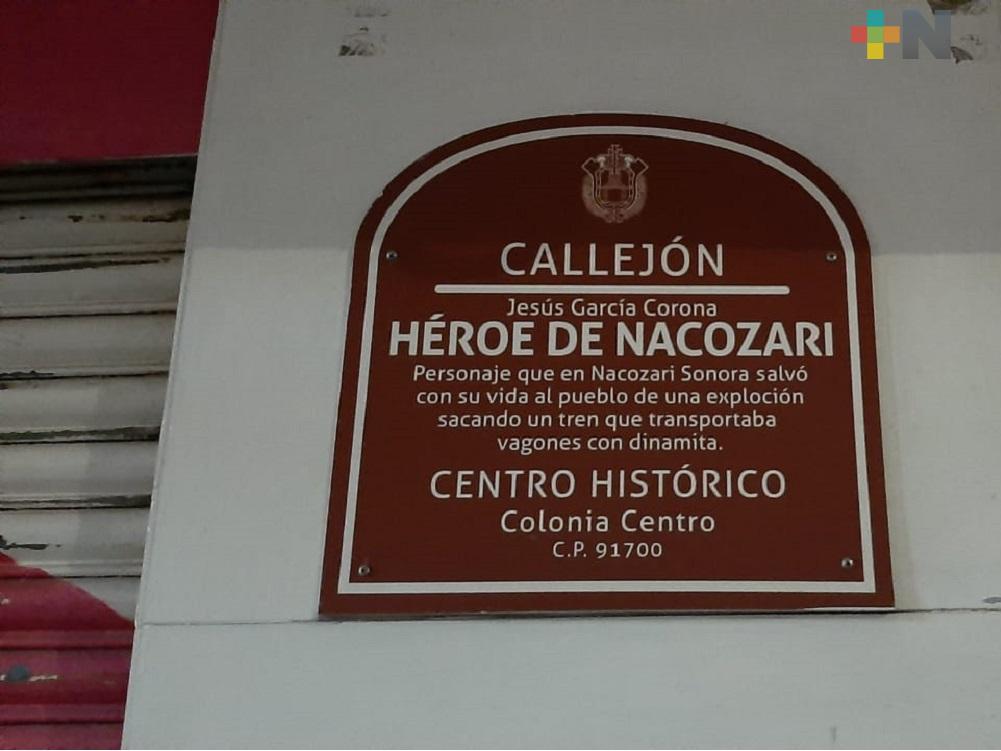 +N
CALLEJÓN
Jesús García Corona
HÉROE DE NACOZARI
Personaje que en Nacozari Sonora salvó
con su vida al pueblo de una exploción
sacando un tren que transportaba
vagones con dinamita.
CENTRO HISTÓRICO
Colonia Centro
C.P. 91700